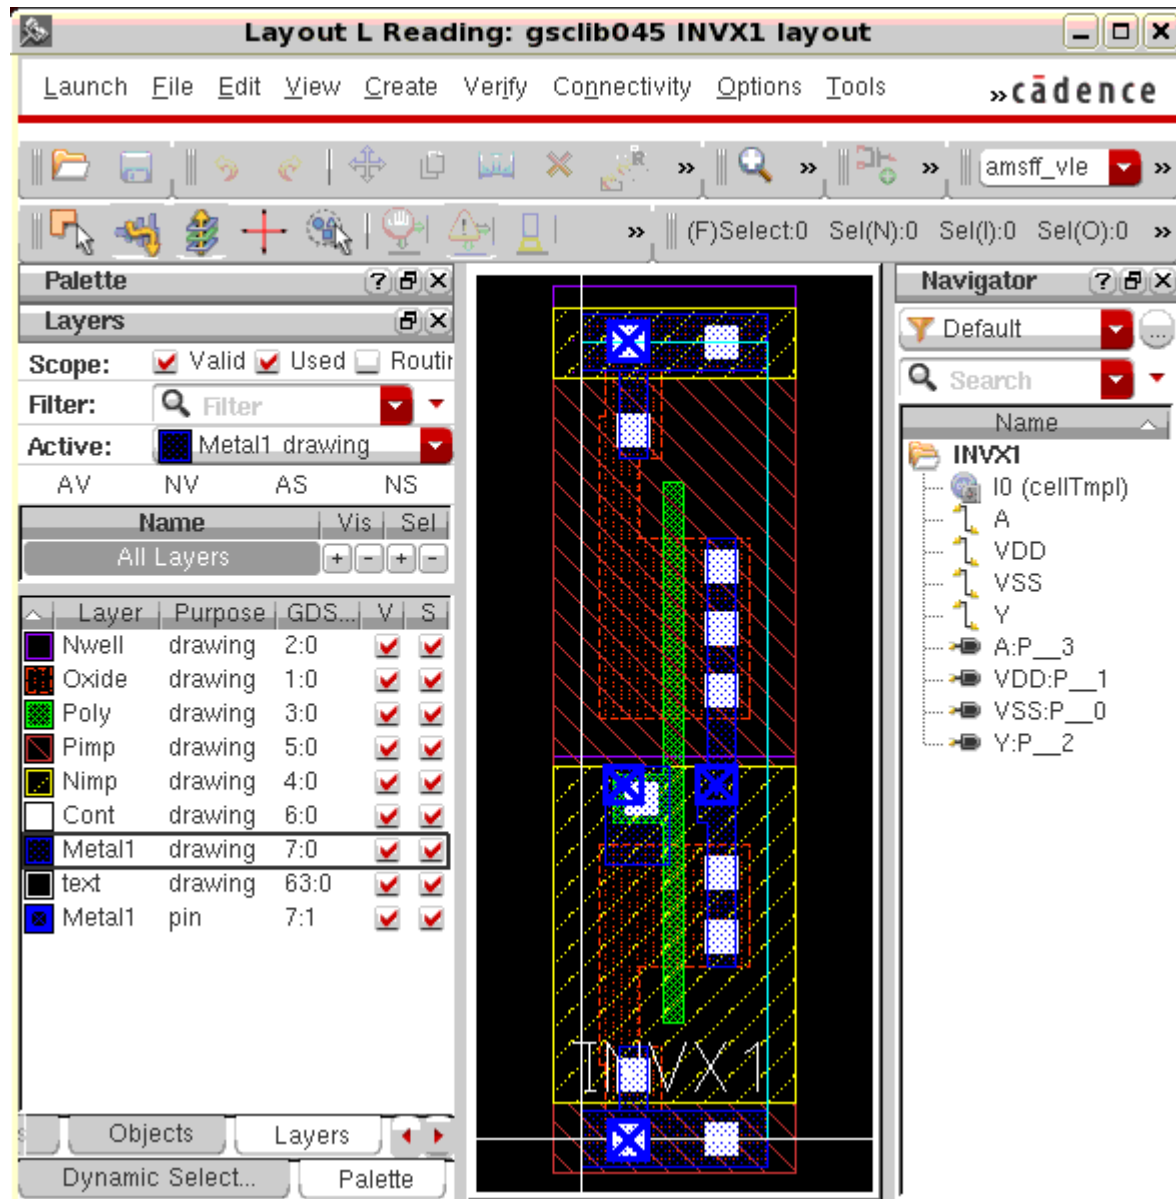 Layout L Reading: gsclib045 INVX1 layout
Launch File Edit View Create Verify Connectivity Options Tools » cādence
R » » » amsff_vle »
» (F)Select:0 Sel(N):0 Sel(I):0 Sel(O):0 »
Palette
Layers
Scope: Valid Used Routin
Filter: Filter
Active: Metal1 drawing
AV NV AS NS
Name Vis Sel
All Layers + - + -
Layer Purpose GDS... V S
Nwell drawing 2:0
Oxide drawing 1:0
Poly drawing 3:0
Pimp drawing 5:0
Nimp drawing 4:0
Cont drawing 6:0
Metal1 drawing 7:0
text drawing 63:0
Metal1 pin 7:1
s Objects Layers
Dynamic Select... Palette
INVX1
Navigator
Default ...
Search
Name
INVX1
I0 (cellTmpl)
A
VDD
VSS
Y
A:P__3
VDD:P__1
VSS:P__0
Y:P__2